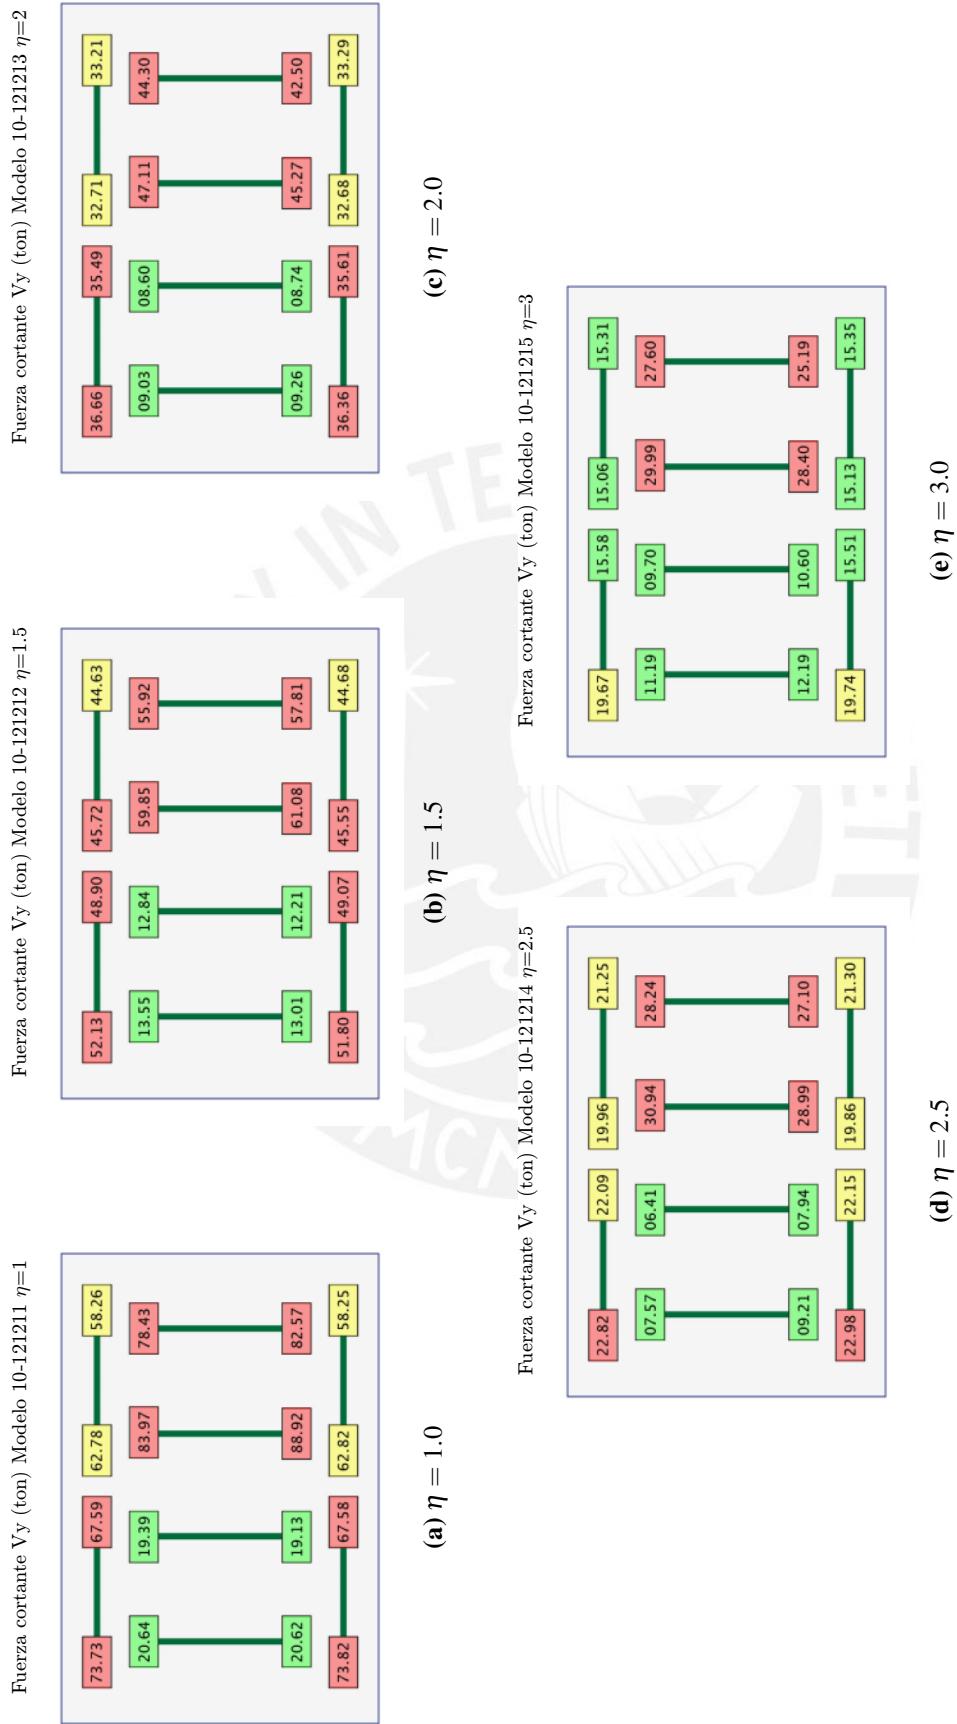 Fuerza cortante Vy (ton) Modelo 10-121211 η=1
73.73 67.59 62.78 58.26
20.64 19.39 83.97 78.43
20.62 19.13 88.92 82.57
73.82 67.58 62.82 58.25
(a) η = 1.0
Fuerza cortante Vy (ton) Modelo 10-121212 η=1.5
52.13 48.90 45.72 44.63
13.55 12.84 59.85 55.92
13.01 12.21 61.08 57.81
51.80 49.07 45.55 44.68
(b) η = 1.5
Fuerza cortante Vy (ton) Modelo 10-121213 η=2
36.66 35.49 32.71 33.21
09.03 08.60 47.11 44.30
09.26 08.74 45.27 42.50
36.36 35.61 32.68 33.29
(c) η = 2.0
Fuerza cortante Vy (ton) Modelo 10-121214 η=2.5
22.82 22.09 19.96 21.25
07.57 06.41 30.94 28.24
09.21 07.94 28.99 27.10
22.98 22.15 19.86 21.30
(d) η = 2.5
Fuerza cortante Vy (ton) Modelo 10-121215 η=3
19.67 15.58 15.06 15.31
11.19 09.70 29.99 27.60
12.19 10.60 28.40 25.19
19.74 15.51 15.13 15.35
(e) η = 3.0
IN TE